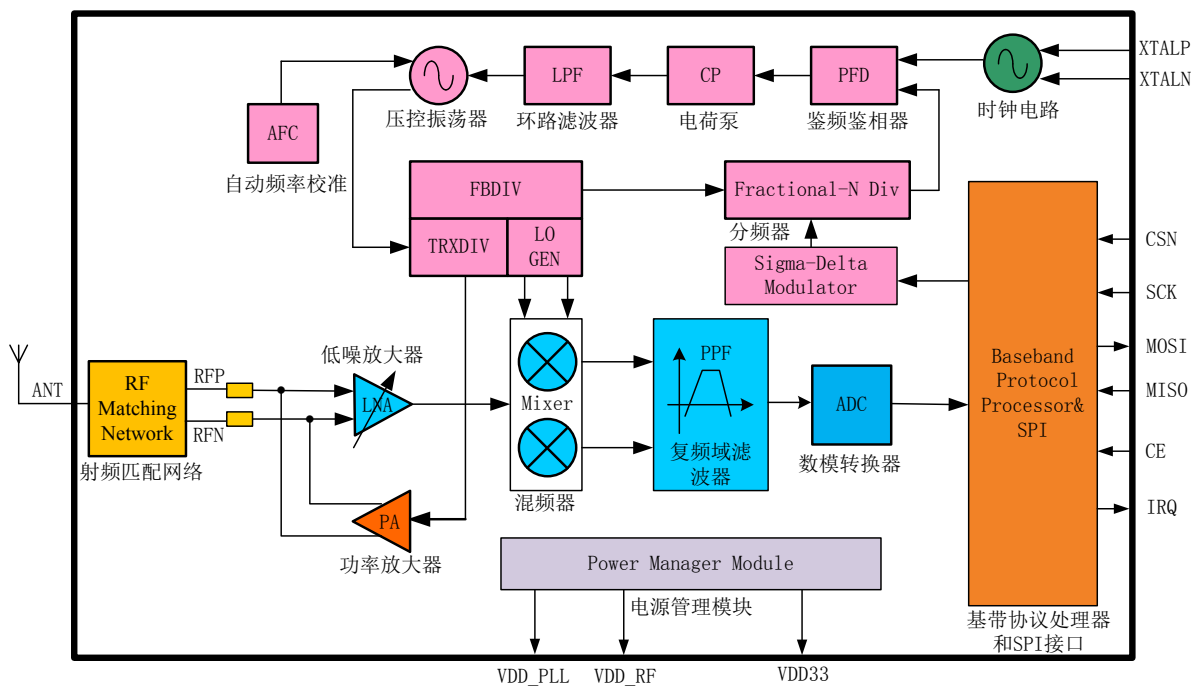 XTALP
XTALN
时钟电路
PFD
鉴频鉴相器
CP
电荷泵
LPF
环路滤波器
压控振荡器
AFC
自动频率校准
FBDIV
TRXDIV
LO
GEN
Fractional-N Div
分频器
Sigma-Delta
Modulator
ANT
RF
Matching
Network
射频匹配网络
RFP
RFN
低噪放大器
LNA
PA
功率放大器
Mixer
混频器
PPF
复频域滤
波器
ADC
数模转换器
Baseband
Protocol
Processor&
SPI
基带协议处理器
和SPI接口
CSN
SCK
MOSI
MISO
CE
IRQ
Power Manager Module
电源管理模块
VDD_PLL
VDD_RF
VDD33